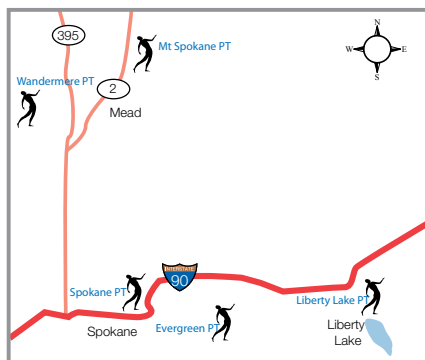 395
N
Mt Spokane PT
W
E
S
Wandermere PT
2
Mead
INTERSTATE
90
Spokane PT
Liberty Lake PT
Spokane
Evergreen PT
Liberty
Lake